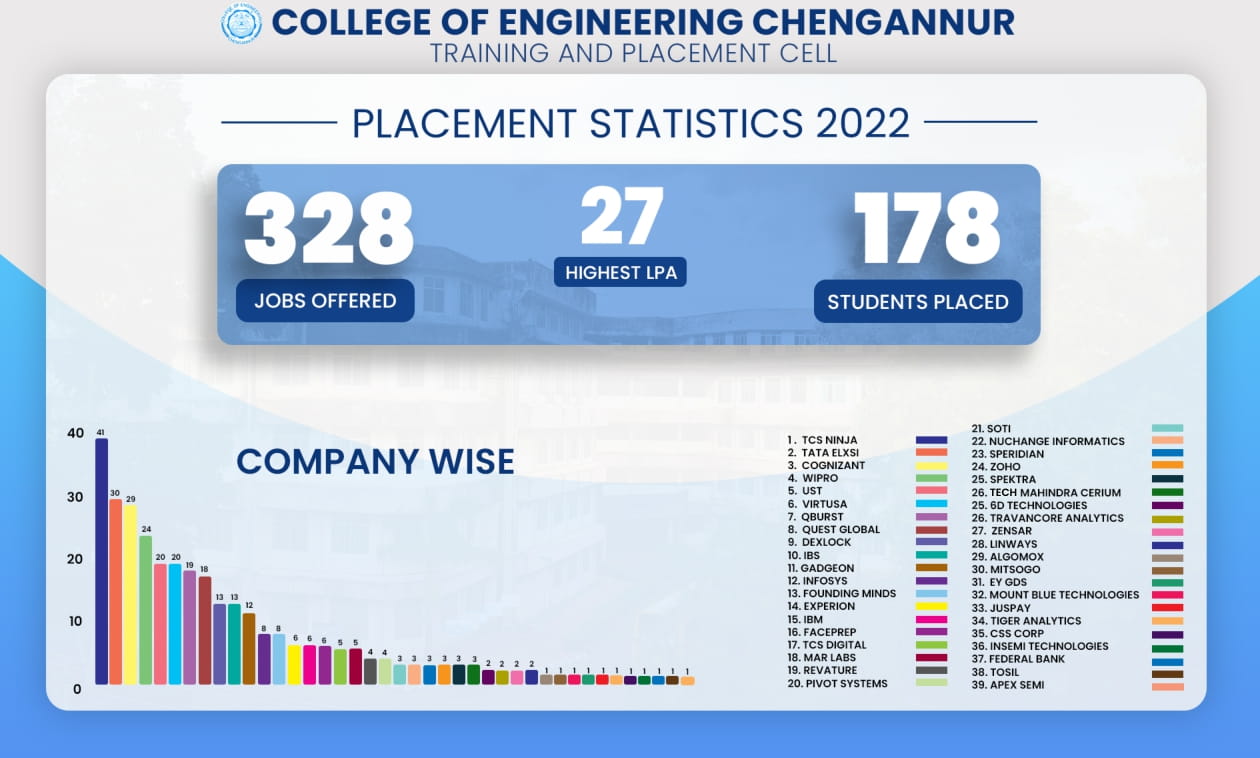 COLLEGE OF ENGINEERING CHENGANNUR
TRAINING AND PLACEMENT CELL
PLACEMENT STATISTICS 2022
328
JOBS OFFERED
27
HIGHEST LPA
178
STUDENTS PLACED
COMPANY WISE
40
30
20
10
0
41
30
29
24
20
20
19
18
13
13
12
8
8
6
6
6
5
5
4
4
3
3
3
3
3
3
2
2
2
2
1
1
1
1
1
1
1
1
1
1
1
1. TCS NINJA
2. TATA ELXSI
3. COGNIZANT
4. WIPRO
5. UST
6. VIRTUSA
7. QBURST
8. QUEST GLOBAL
9. DEXLOCK
10. IBS
11. GADGEON
12. INFOSYS
13. FOUNDING MINDS
14. EXPERION
15. IBM
16. FACEPREP
17. TCS DIGITAL
18. MAR LABS
19. REVATURE
20. PIVOT SYSTEMS
21. SOTI
22. NUCHANGE INFORMATICS
23. SPERIDIAN
24. ZOHO
25. SPEKTRA
26. TECH MAHINDRA CERIUM
25. 6D TECHNOLOGIES
26. TRAVANCORE ANALYTICS
27. ZENSAR
28. LINWAYS
29. ALGOMOX
30. MITSOGO
31. EY GDS
32. MOUNT BLUE TECHNOLOGIES
33. JUSPAY
34. TIGER ANALYTICS
35. CSS CORP
36. INSEMI TECHNOLOGIES
37. FEDERAL BANK
38. TOSIL
39. APEX SEMI